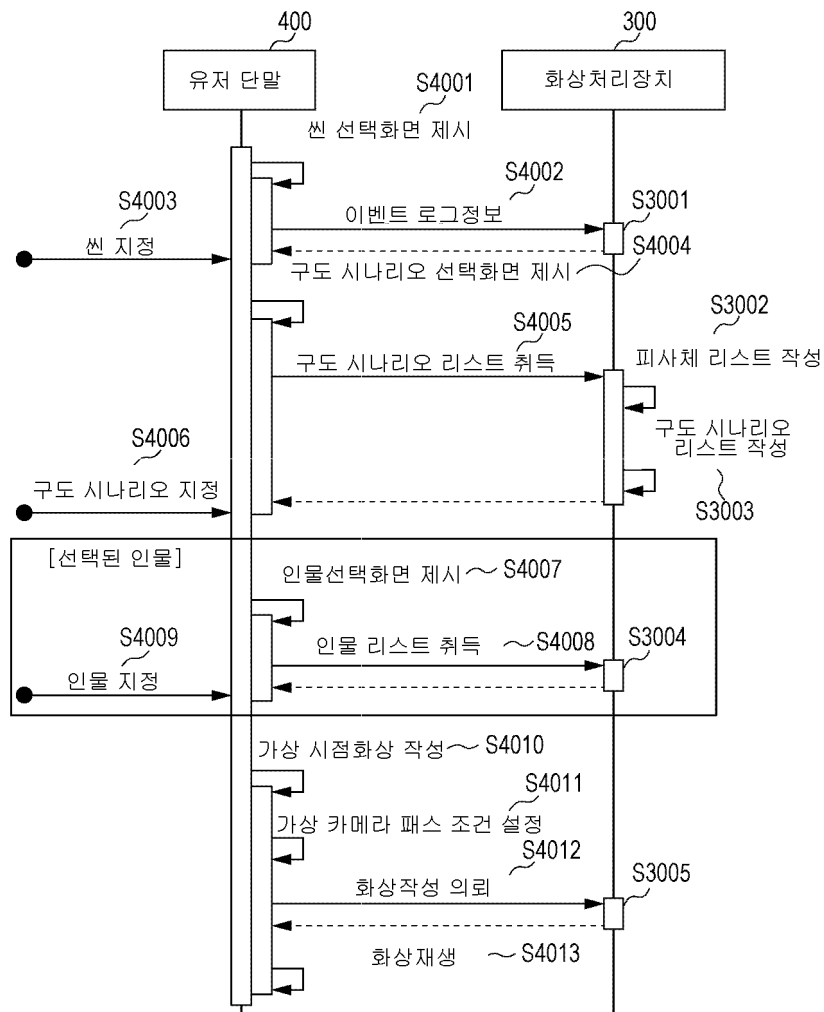 400
300
유저 단말
화상처리장치
S4001
씬 선택화면 제시
S4002
S4003
이벤트 로그정보
S3001
씬 지정
S4004
구도 시나리오 선택화면 제시
S3002
S4005
구도 시나리오 리스트 취득
피사체 리스트 작성
S4006
구도 시나리오
리스트 작성
구도 시나리오 지정
S3003
[선택된 인물]
인물선택화면 제시
S4007
S4009
인물 리스트 취득
S4008
S3004
인물 지정
가상 시점화상 작성
S4010
S4011
가상 카메라 패스 조건 설정
S4012
화상작성 의뢰
S3005
화상재생
S4013